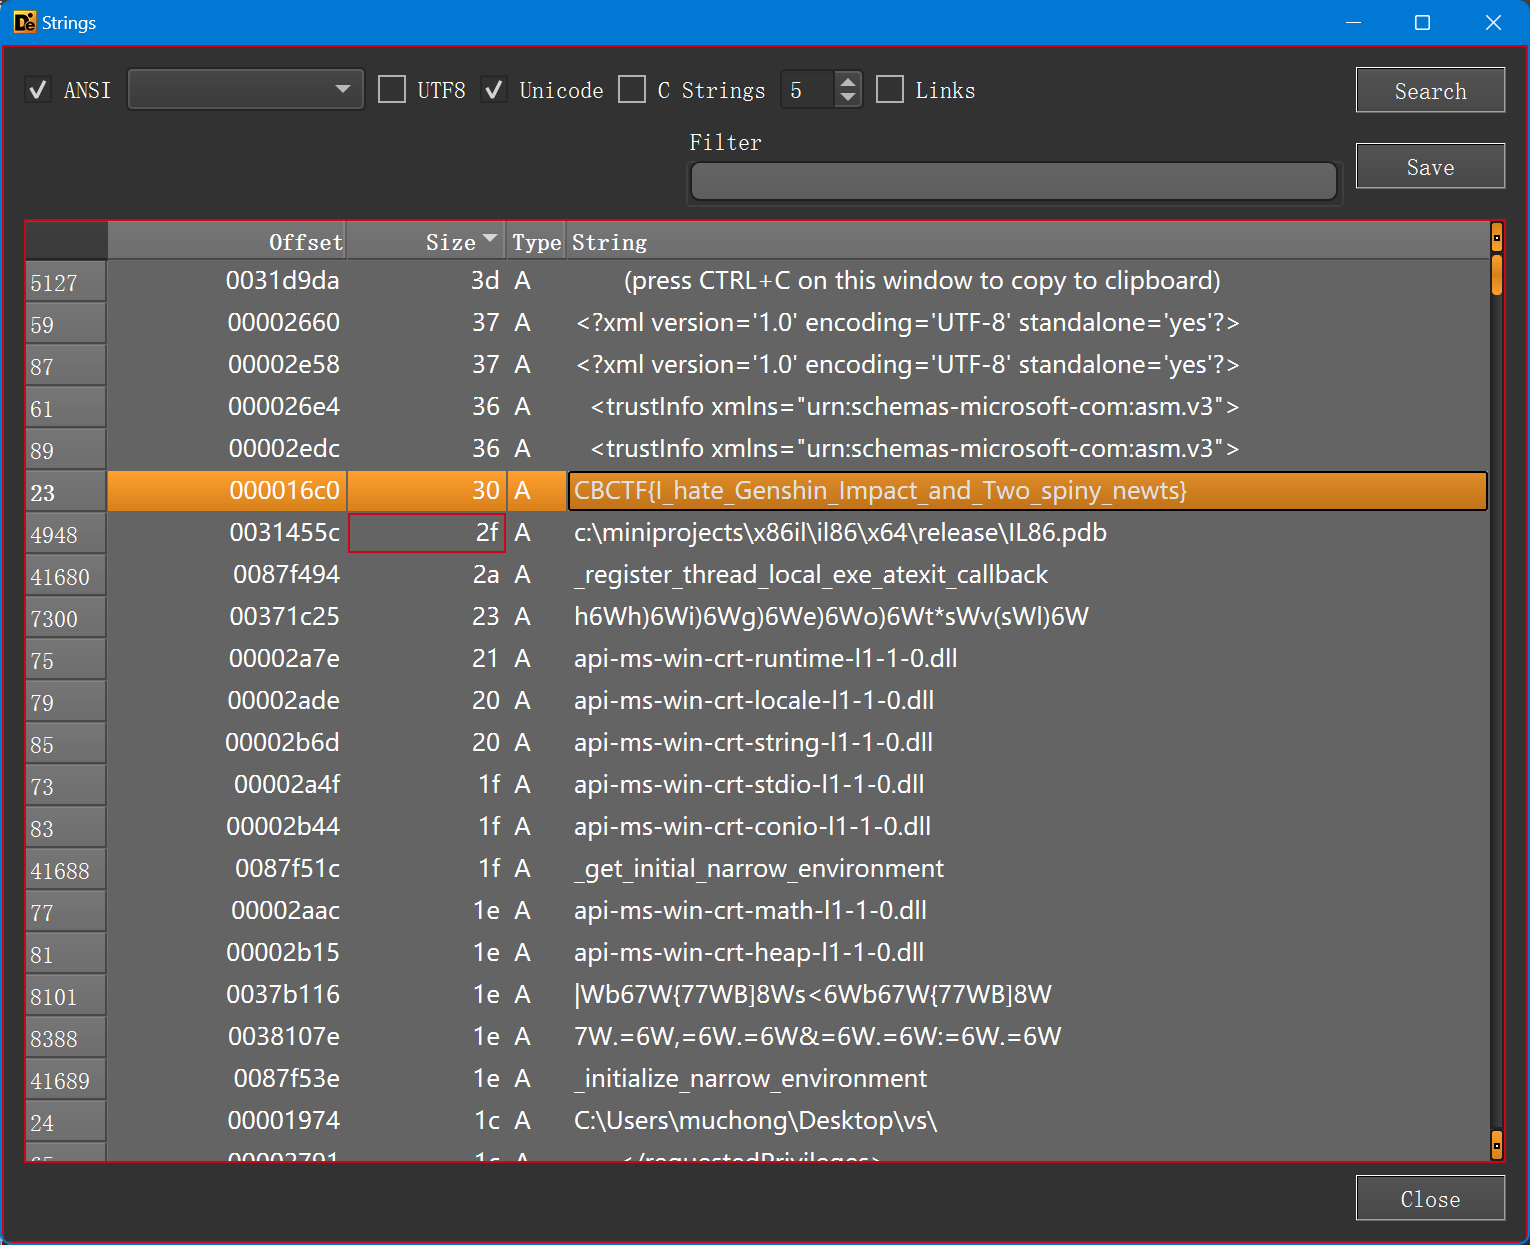 Strings
ANSI UTF8 Unicode C Strings 5 Links Search
Filter
Save
Offset Size Type String
5127 0031d9da 3d A (press CTRL+C on this window to copy to clipboard)
59 00002660 37 A <?xml version='1.0' encoding='UTF-8' standalone='yes'?>
87 00002e58 37 A <?xml version='1.0' encoding='UTF-8' standalone='yes'?>
61 000026e4 36 A <trustInfo xmlns="urn:schemas-microsoft-com:asm.v3">
89 00002edc 36 A <trustInfo xmlns="urn:schemas-microsoft-com:asm.v3">
23 000016c0 30 A CBCTF{I_hate_Genshin_Impact_and_Two_spiny_newts}
4948 0031455c 2f A c:\miniprojects\x86il\il86\x64\release\IL86.pdb
41680 0087f494 2a A _register_thread_local_exe_atexit_callback
7300 00371c25 23 A h6Wh)6Wi)6Wg)6We)6Wo)6Wt*sWv(sWl)6W
75 00002a7e 21 A api-ms-win-crt-runtime-l1-1-0.dll
79 00002ade 20 A api-ms-win-crt-locale-l1-1-0.dll
85 00002b6d 20 A api-ms-win-crt-string-l1-1-0.dll
73 00002a4f 1f A api-ms-win-crt-stdio-l1-1-0.dll
83 00002b44 1f A api-ms-win-crt-conio-l1-1-0.dll
41688 0087f51c 1f A _get_initial_narrow_environment
77 00002aac 1e A api-ms-win-crt-math-l1-1-0.dll
81 00002b15 1e A api-ms-win-crt-heap-l1-1-0.dll
8101 0037b116 1e A |Wb67W{77WB]8Ws<6Wb67W{77WB]8W
8388 0038107e 1e A 7W.=6W,=6W.=6W&=6W.=6W:=6W.=6W
41689 0087f53e 1e A _initialize_narrow_environment
24 00001974 1c A C:\Users\muchong\Desktop\vs\
65 00002791 1c A </requestedPrivileges>
Close